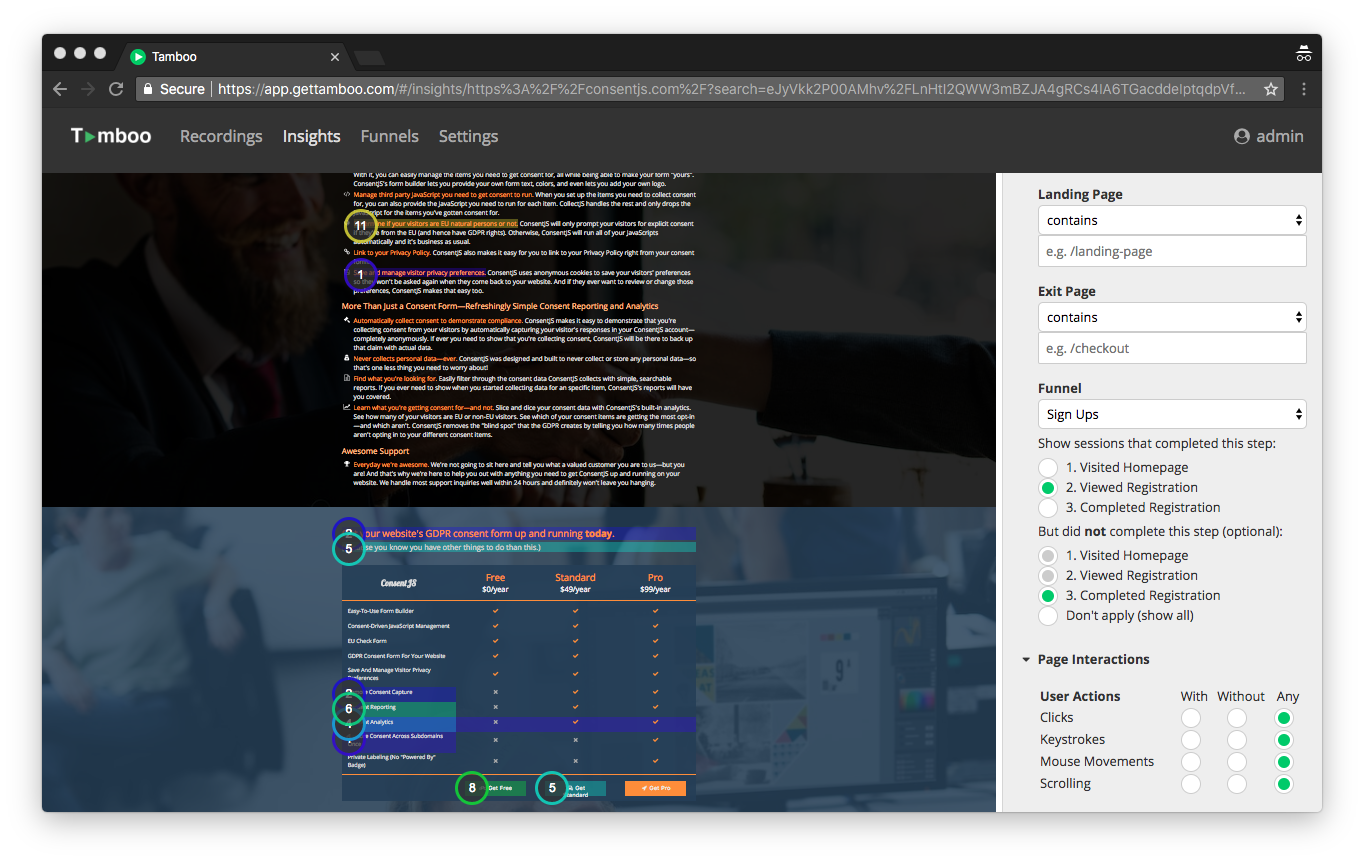 Tamboo
Secure | https://app.gettamboo.com/#/insights/https%3A%2F%2Fconsentjs.com%2F?search=eJyVkk2P00AMhv%2FLnHtI2QWW3mBZJA4gRCs4IA6TGacddeIptqdpVf...
Tamboo Recordings Insights Funnels Settings admin
With it, you can easily manage the items you need to get consent for, all while being able to make your form "yours".
ConsentJS's form builder lets you provide your own form text, colors, and even lets you add your own logo.
Manage third party JavaScript you need to get consent to run. When you set up the items you need to collect consent
for, you can also provide the JavaScript you need to run for each item. CollectJS handles the rest and only drops the
JavaScript for the items you've gotten consent for.
11
if your visitors are EU natural persons or not. ConsentJS will only prompt your visitors for explicit consent
if they're from the EU (and hence have GDPR rights). Otherwise, ConsentJS will run all of your JavaScripts
automatically and it's business as usual.
Link to your Privacy Policy. ConsentJS also makes it easy for you to link to your Privacy Policy right from your consent
1
and manage visitor privacy preferences. ConsentJS uses anonymous cookies to save your visitors' preferences
so they won't be asked again when they come back to your website. And if they ever want to review or change those
preferences, ConsentJS makes that easy too.
More Than Just a Consent Form—Refreshingly Simple Consent Reporting and Analytics
Automatically collect consent to demonstrate compliance. ConsentJS makes it easy to demonstrate that you're
collecting consent from your visitors by automatically capturing your visitor's responses in your ConsentJS account—
completely anonymously. If ever you need to show that you're collecting consent, ConsentJS will be there to back up
that claim with actual data.
Never collects personal data—ever. ConsentJS was designed and built to never collect or store any personal data—so
that's one less thing you need to worry about!
Find what you're looking for. Easily filter through the consent data ConsentJS collects with simple, searchable
reports. If you ever need to show when you started collecting data for an specific item, ConsentJS's reports will have
you covered.
Learn what you're getting consent for—and not. Slice and dice your consent data with ConsentJS's built-in analytics.
See how many of your visitors are EU or non-EU visitors. See which of your consent items are getting the most opt-in
—and which aren't. ConsentJS removes the "blind spot" that the GDPR creates by telling you how many times people
aren't opting in to your different consent items.
Awesome Support
Everyday we're awesome. We're not going to sit here and tell you what a valued customer you are to us—but you
are! And that's why we're here to help you out with anything you need to get ConsentJS up and running on your
website. We handle most support inquiries well within 24 hours and definitely won't leave you hanging.
your website's GDPR consent form up and running today.
5
se you know you have other things to do than this.)
ConsentJS Free Standard Pro
$0/year $49/year $99/year
Easy-To-Use Form Builder
Consent-Driven JavaScript Management
EU Check Form
GDPR Consent Form For Your Website
Save And Manage Visitor Privacy
Preferences
Consent Capture
6
Reporting
Analytics
Consent Across Subdomains
Private Labeling (No "Powered By"
Badge)
8 Get Free 5 Get Standard Get Pro
Landing Page
contains
e.g. /landing-page
Exit Page
contains
e.g. /checkout
Funnel
Sign Ups
Show sessions that completed this step:
1. Visited Homepage
2. Viewed Registration
3. Completed Registration
But did not complete this step (optional):
1. Visited Homepage
2. Viewed Registration
3. Completed Registration
Don't apply (show all)
Page Interactions
User Actions With Without Any
Clicks
Keystrokes
Mouse Movements
Scrolling